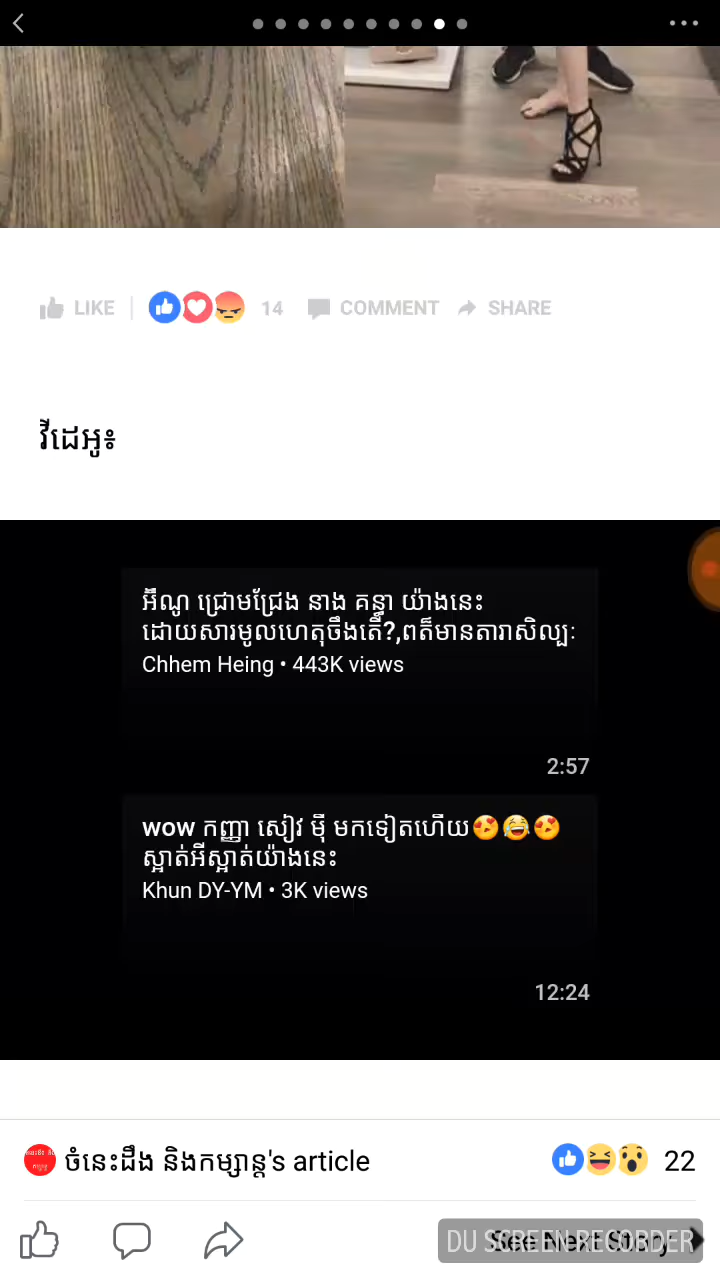 LIKE 14 COMMENT SHARE
វីដេអូ៖
អ៊ីណូ ជ្រោមជ្រែង នាង គន្ធា យ៉ាងនេះ
ដោយសារមូលហេតុចឹងតើ?,ពត៌មានតារាសិល្បៈ
Chhem Heing • 443K views
2:57
wow កញ្ញា សៀវ ម៉ី មកទៀតហើយ😍😂😍
ស្អាត់អីស្អាត់យ៉ាងនេះ
Khun DY-YM • 3K views
12:24
ចំនេះដឹង និងកម្សាន្ត's article 22
See Next Story
DU SCREEN RECORDER